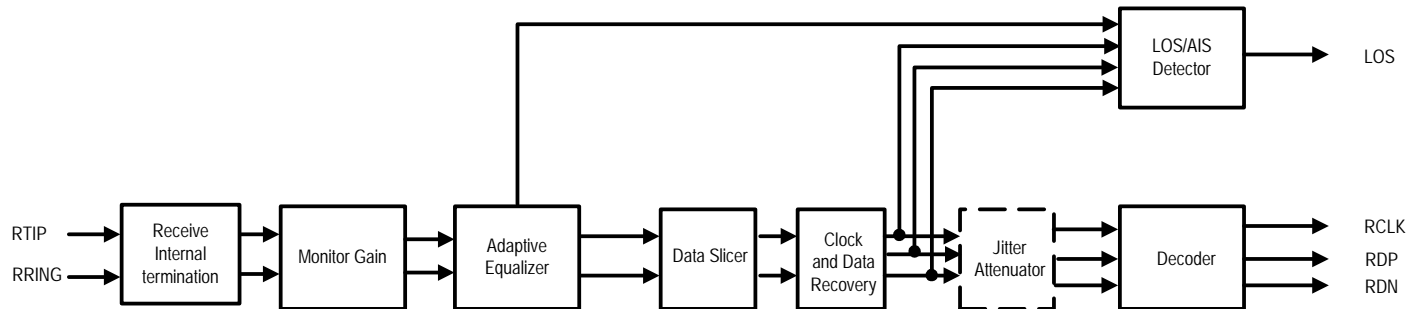 LOS/AIS
Detector
LOS
RTIP
RRING
Receive
Internal
termination
Monitor Gain
Adaptive
Equalizer
Data Slicer
Clock
and Data
Recovery
Jitter
Attenuator
Decoder
RCLK
RDP
RDN